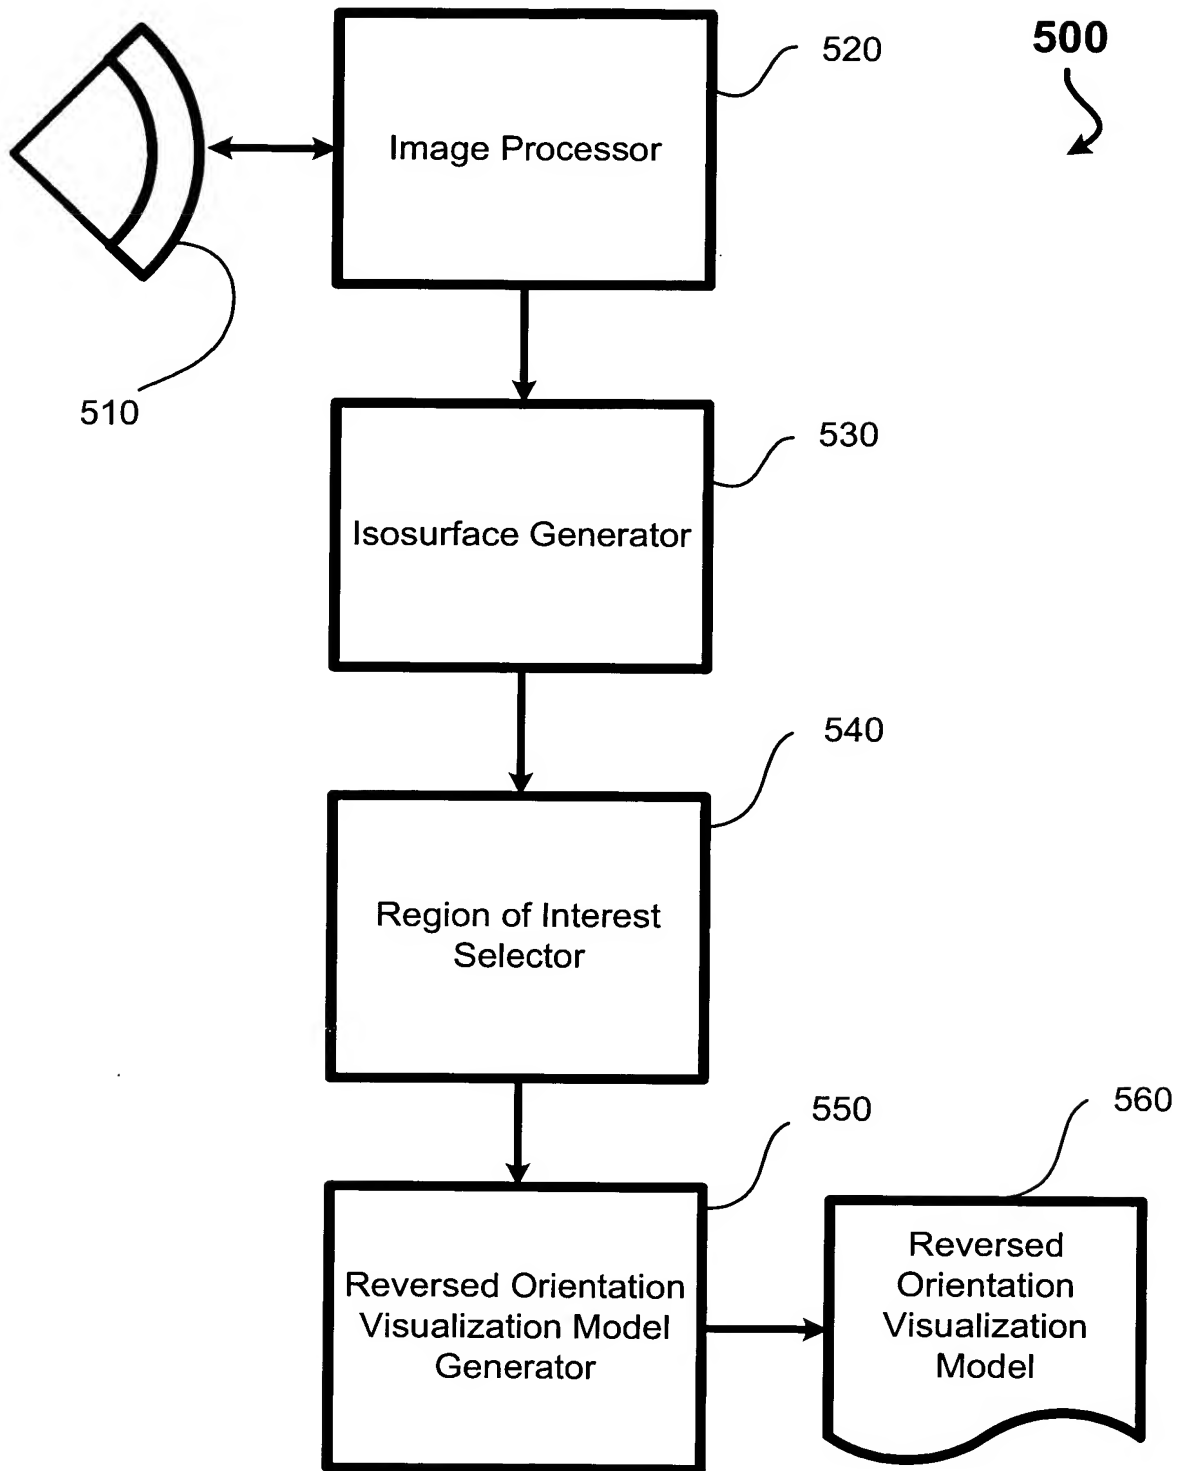 500
520
Image Processor
510
530
Isosurface Generator
540
Region of Interest
Selector
550
560
Reversed Orientation
Visualization Model
Generator
Reversed
Orientation
Visualization
Model